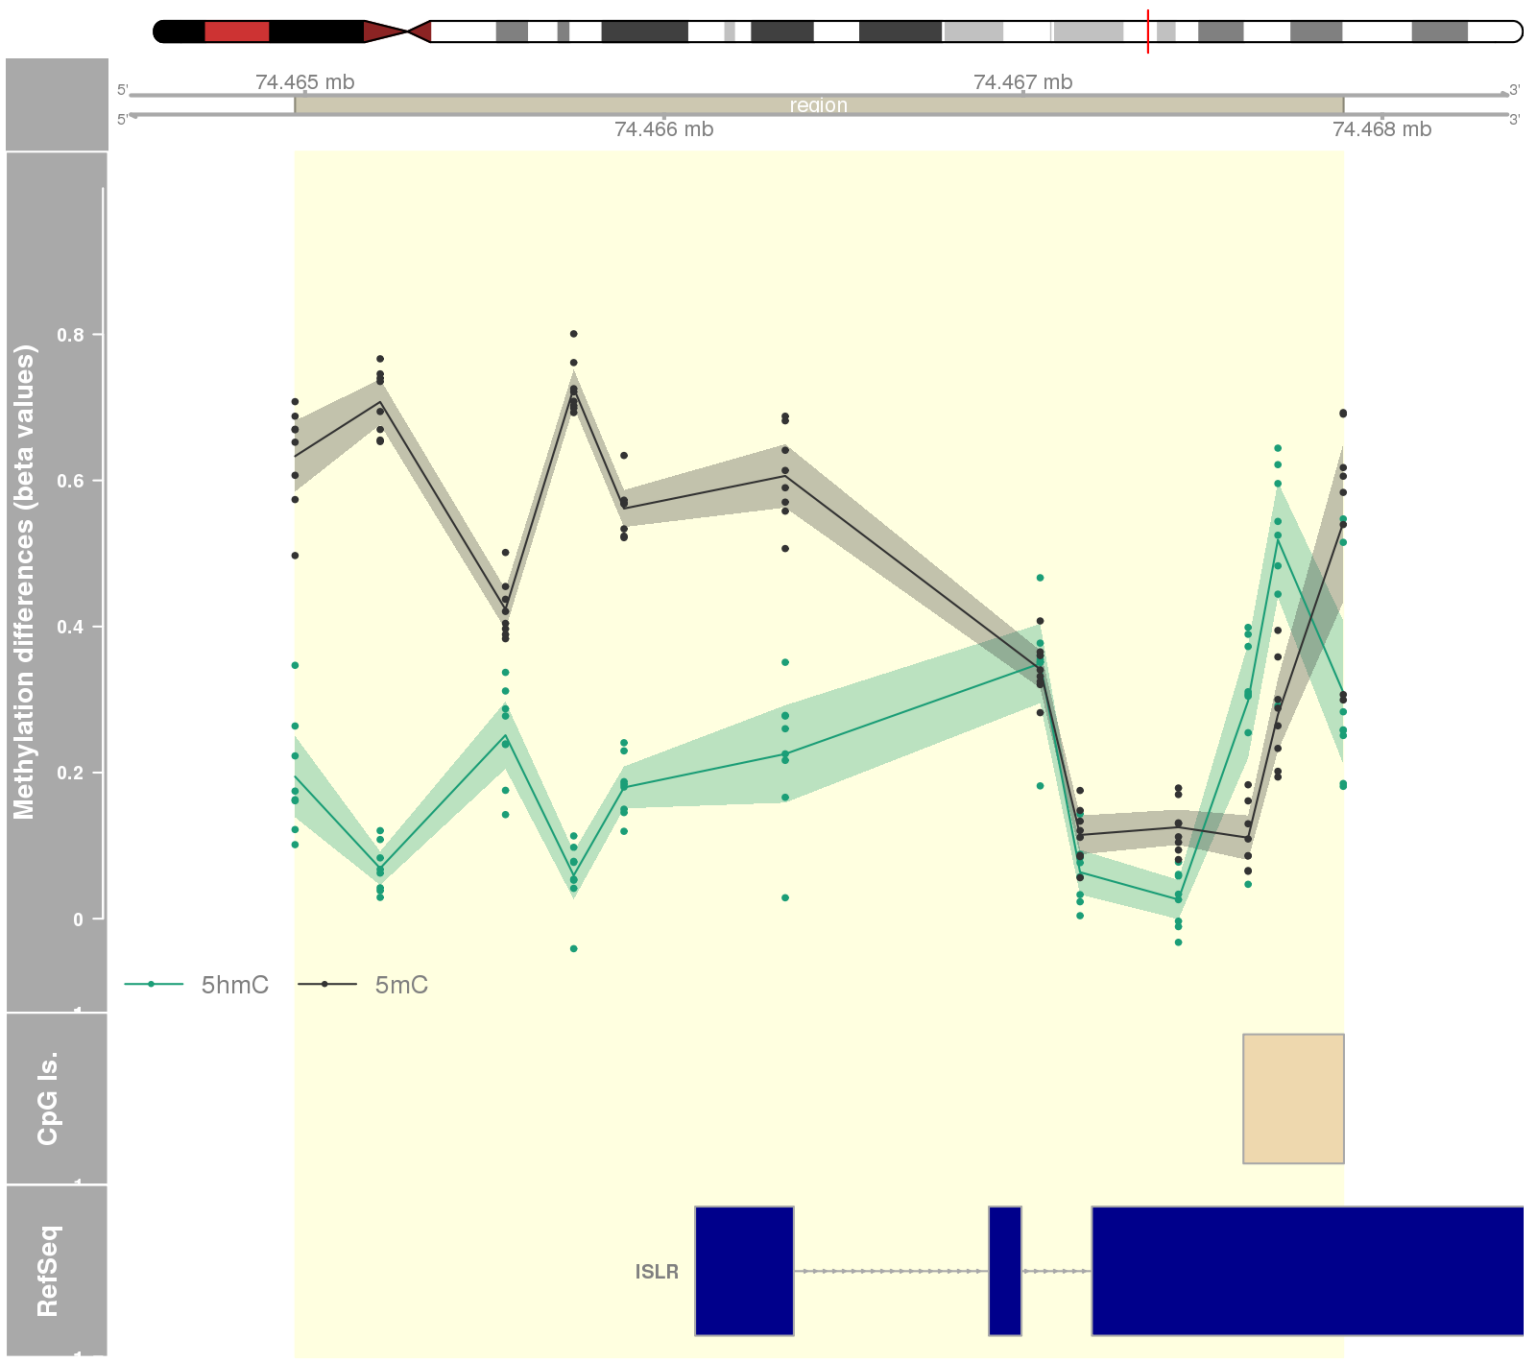 74.465 mb
74.467 mb
5'
3'
region
5'
3'
74.466 mb
74.468 mb
Methylation differences (beta values)
0.8
0.6
0.4
0.2
0
5hmC
5mC
CpG Is.
RefSeq
ISLR